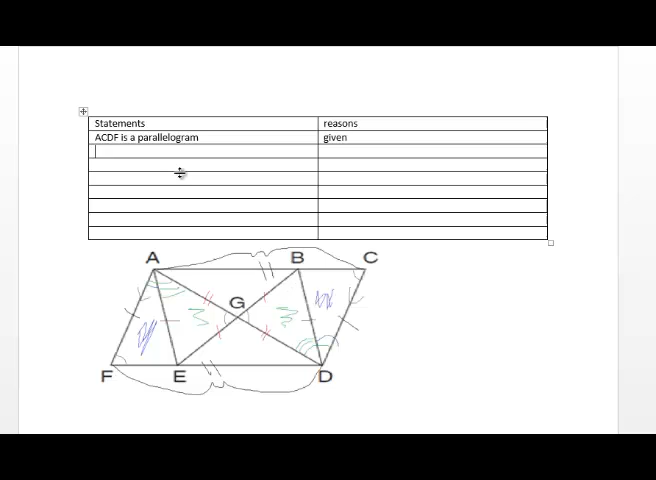 Statements reasons
ACDF is a parallelogram given
A B C
G
F E D